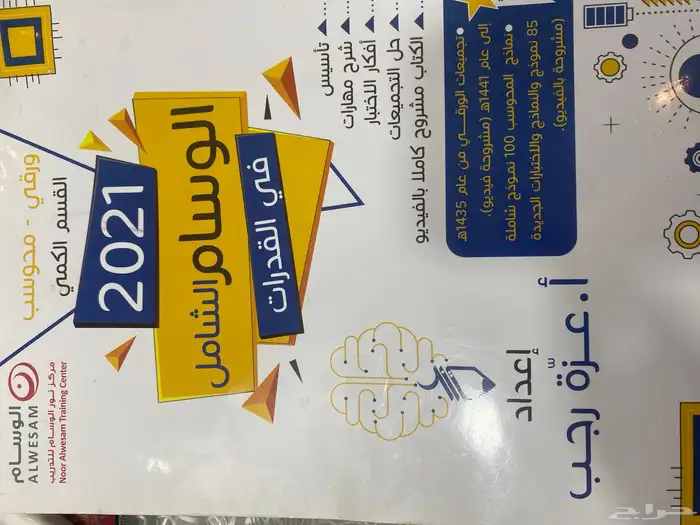 الوسام
ALWESAM
مركز نور الوسام للتدريب
Noor Alwesam Training Center
ورقي - محوسب
القسم الكمي
2021
الوسام الشامل
في القدرات
تأسيس
شرح مهارات
أفكار الاختبار
حل التجميعات
الكتاب مشروح كاملا بالفيديو
•تجميعات الورقي من عام 1435هـ
إلى عام 1441هـ (مشروحة فيديو).
•نماذج المحوسب 100 نموذج شاملة
85 نموذج والنماذج والاختبارات الجديدة
(مشروحة بالفيديو).
إعداد
أ.عزّة رجب
حراج